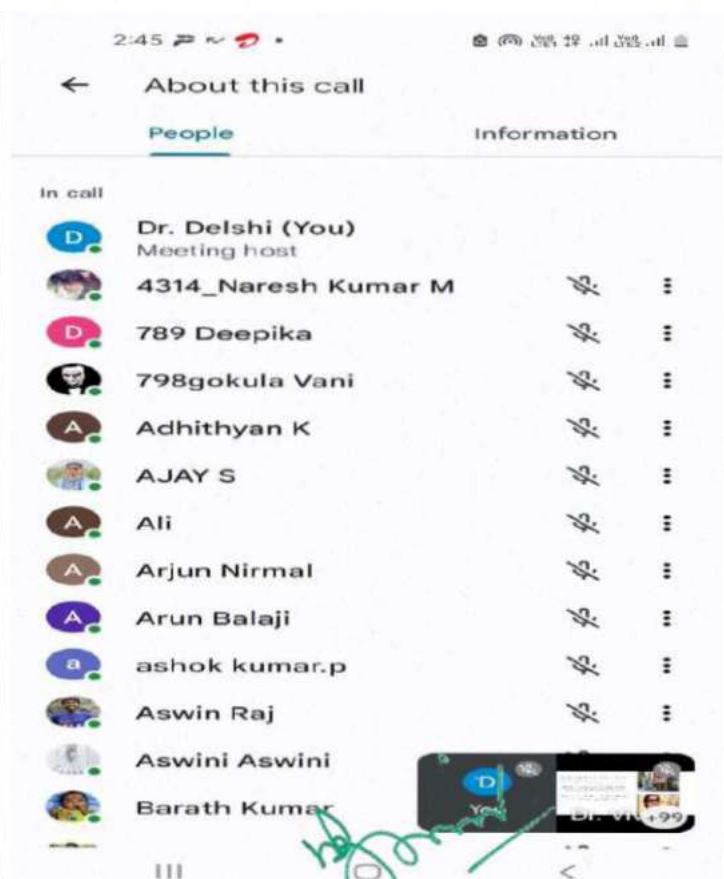 2:45
About this call
People Information
In call
D Dr. Delshi (You)
Meeting host
4314_Naresh Kumar M
D 789 Deepika
798gokula Vani
A Adhithyan K
AJAY S
A Ali
A Arjun Nirmal
A Arun Balaji
a ashok kumar.p
Aswin Raj
Aswini Aswini
D
Barath Kumar
You Dr. +99